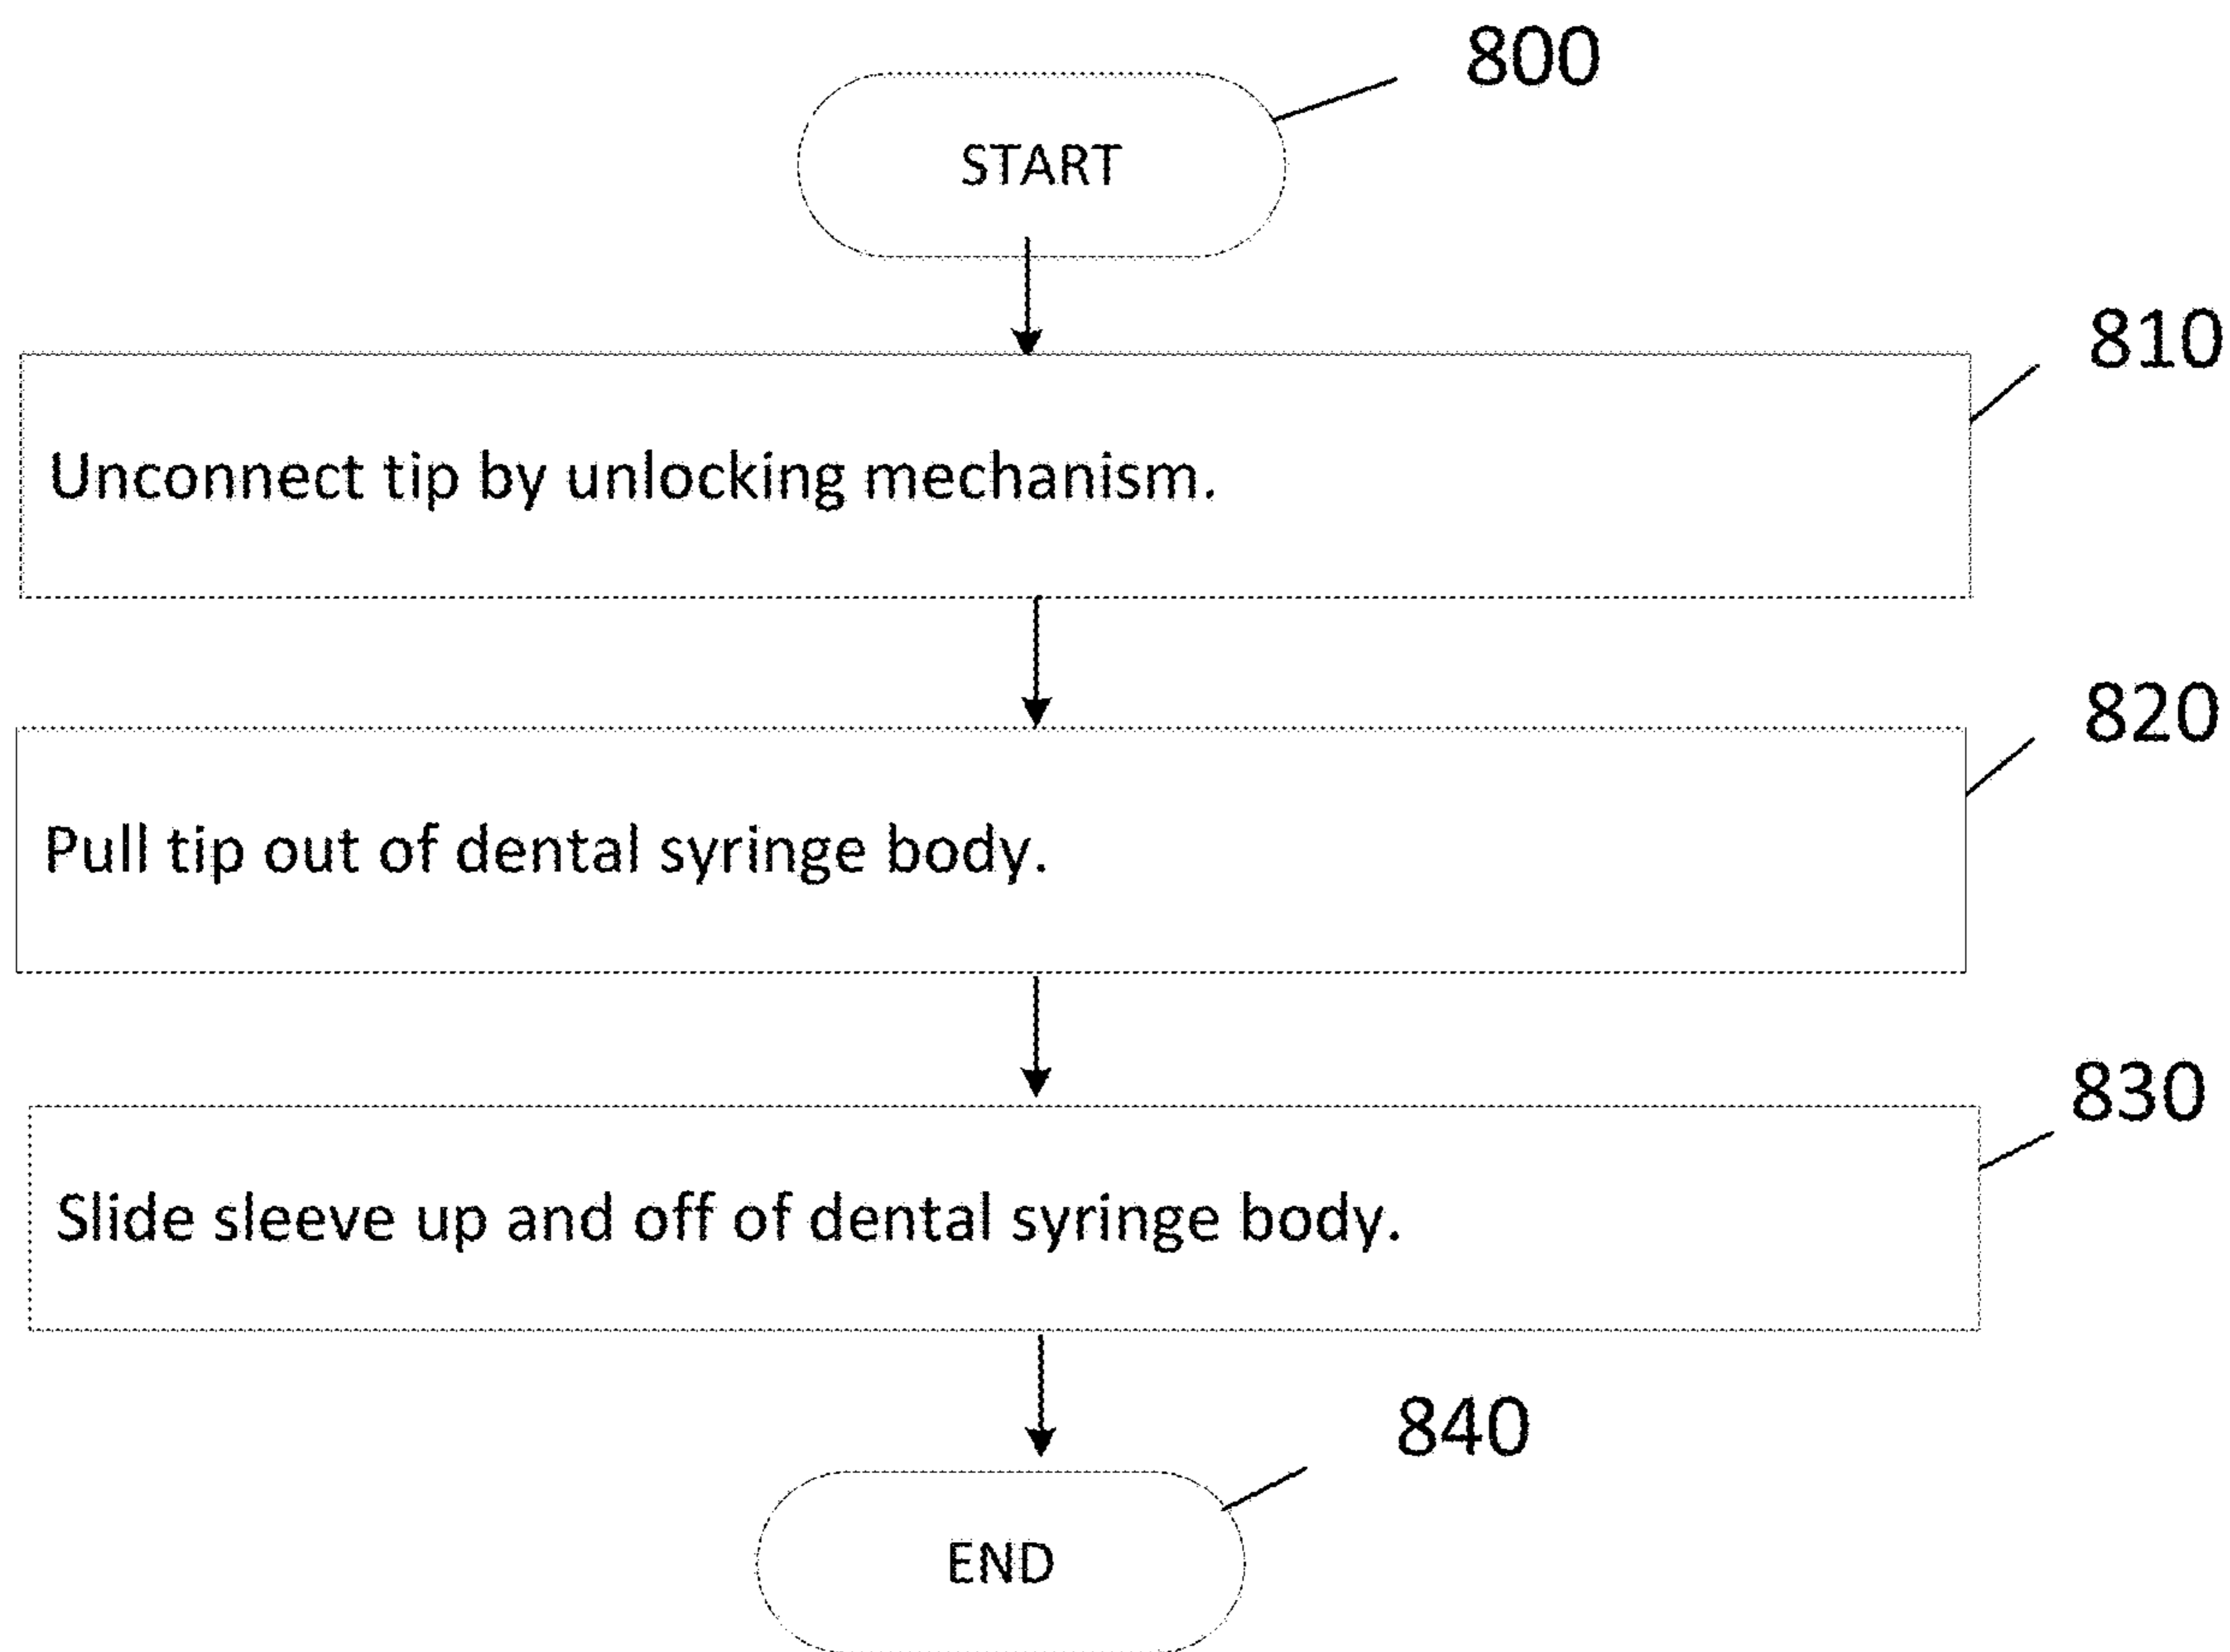 800
START
810
Unconnect tip by unlocking mechanism.
820
Pull tip out of dental syringe body.
830
Slide sleeve up and off of dental syringe body.
840
END